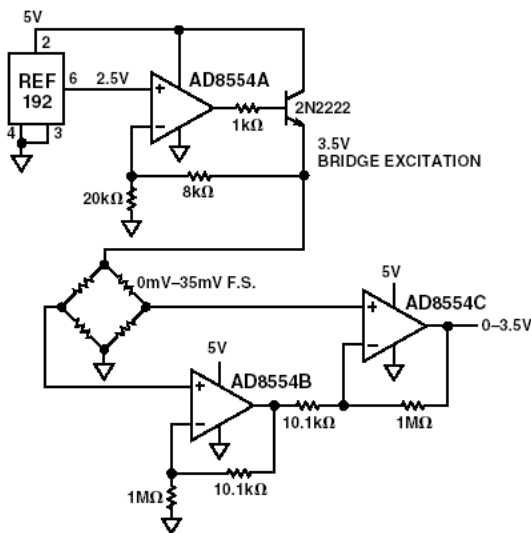 5V
2
REF
192
6
2.5V
4
3
+
−
AD8554A
1kΩ
2N2222
3.5V
BRIDGE EXCITATION
20kΩ
8kΩ
0mV–35mV F.S.
5V
+
−
AD8554C
0–3.5V
5V
+
−
AD8554B
10.1kΩ
1MΩ
1MΩ
10.1kΩ